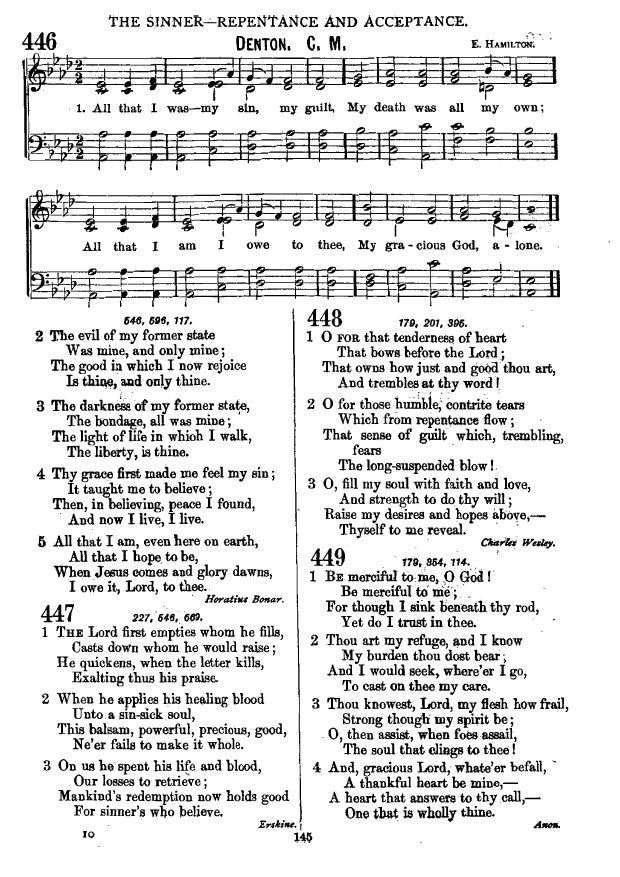 THE SINNER—REPENTANCE AND ACCEPTANCE.
446
DENTON. C. M.
E. HAMILTON.
1. All that I was—my sin, my guilt, My death was all my own;
All that I am I owe to thee, My gra-cious God, a-lone.
546, 596, 117.
2 The evil of my former state
Was mine, and only mine;
The good in which I now rejoice
Is thine, and only thine.
3 The darkness of my former state,
The bondage, all was mine;
The light of life in which I walk,
The liberty, is thine.
4 Thy grace first made me feel my sin;
It taught me to believe;
Then, in believing, peace I found,
And now I live, I live.
5 All that I am, even here on earth,
All that I hope to be,
When Jesus comes and glory dawns,
I owe it, Lord, to thee.
Horatius Bonar.
447
227, 546, 669.
1 THE Lord first empties whom he fills,
Casts down whom he would raise;
He quickens, when the letter kills,
Exalting thus his praise.
2 When he applies his healing blood
Unto a sin-sick soul,
This balsam, powerful, precious, good,
Ne'er fails to make it whole.
3 On us he spent his life and blood,
Our losses to retrieve;
Mankind's redemption now holds good
For sinner's who believe.
Erskine.
448
179, 201, 395.
1 O FOR that tenderness of heart
That bows before the Lord;
That owns how just and good thou art,
And trembles at thy word!
2 O for those humble, contrite tears
Which from repentance flow;
That sense of guilt which, trembling,
fears
The long-suspended blow!
3 O, fill my soul with faith and love,
And strength to do thy will;
Raise my desires and hopes above,—
Thyself to me reveal.
Charles Wesley.
449
179, 354, 114.
1 BE merciful to me, O God!
Be merciful to me;
For though I sink beneath thy rod,
Yet do I trust in thee.
2 Thou art my refuge, and I know
My burden thou dost bear;
And I would seek, where'er I go,
To cast on thee my care.
3 Thou knowest, Lord, my flesh how frail,
Strong though my spirit be;
O, then assist, when foes assail,
The soul that clings to thee!
4 And, gracious Lord, whate'er befall,
A thankful heart be mine,—
A heart that answers to thy call,—
One that is wholly thine.
Anon.
10
145